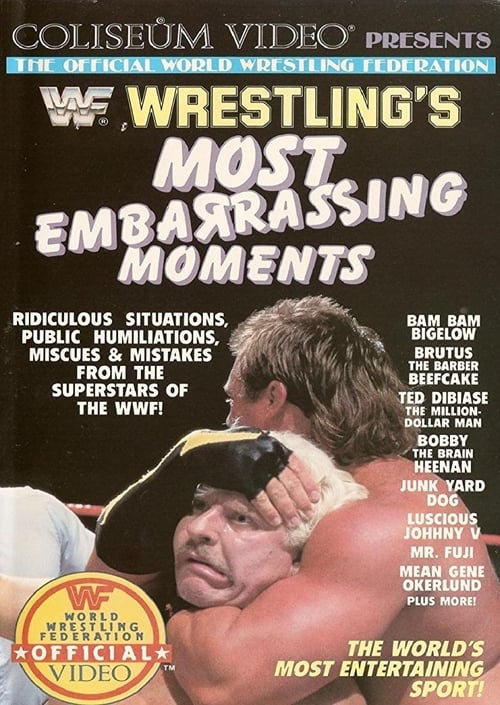 COLISEÜM VIDEO® PRESENTS
THE OFFICIAL WORLD WRESTLING FEDERATION
WF® WRESTLING'S
MOST
EMBARRASSING
MOMENTS
RIDICULOUS SITUATIONS,
PUBLIC HUMILIATIONS,
MISCUES & MISTAKES
FROM THE
SUPERSTARS OF
THE WWF!
BAM BAM
BIGELOW
BRUTUS
THE BARBER
BEEFCAKE
TED DIBIASE
THE MILLION-
DOLLAR MAN
BOBBY
THE BRAIN
HEENAN
JUNK YARD
DOG
LUSCIOUS
JOHNNY V
MR. FUJI
MEAN GENE
OKERLUND
PLUS MORE!
WF
WORLD
WRESTLING
FEDERATION
★OFFICIAL★
VIDEO TM
THE WORLD'S
MOST ENTERTAINING
SPORT!